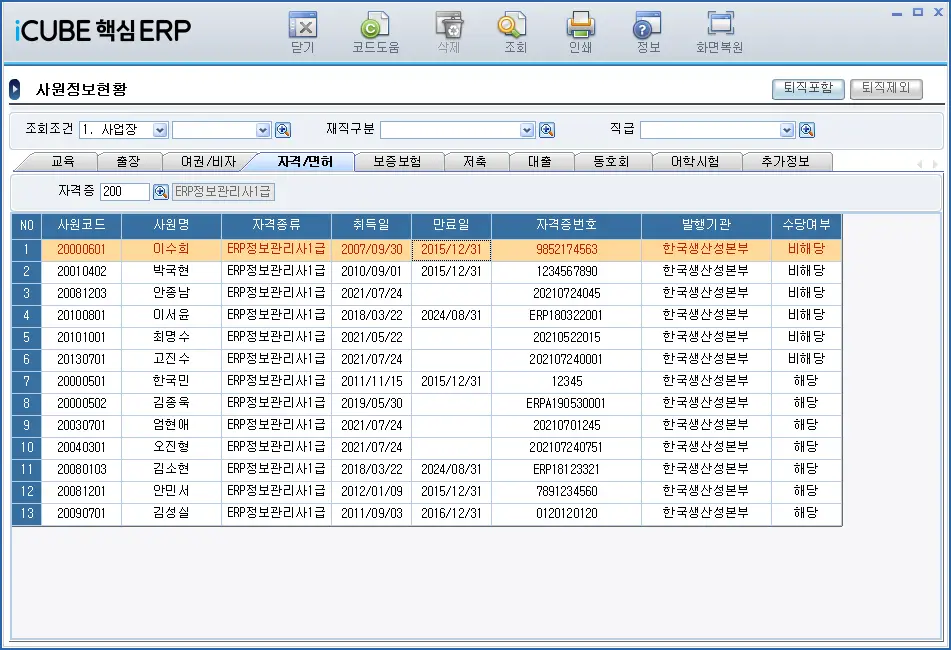 iCUBE 핵심ERP
닫기 코드도움 삭제 조회 인쇄 정보 화면복원
사원정보현황 퇴직포함 퇴직제외
조회조건 1. 사업장 재직구분 직급
교육 출장 여권/비자 자격/면허 보증보험 저축 대출 동호회 어학시험 추가정보
자격증 200 ERP정보관리사1급
NO 사원코드 사원명 자격종류 취득일 만료일 자격증번호 발행기관 수당여부
1 20000601 이수희 ERP정보관리사1급 2007/09/30 2015/12/31 9852174563 한국생산성본부 비해당
2 20010402 박국현 ERP정보관리사1급 2010/09/01 2015/12/31 1234567890 한국생산성본부 비해당
3 20081203 안종남 ERP정보관리사1급 2021/07/24 20210724045 한국생산성본부 비해당
4 20100801 이서윤 ERP정보관리사1급 2018/03/22 2024/08/31 ERP180322001 한국생산성본부 비해당
5 20101001 최명수 ERP정보관리사1급 2021/05/22 20210522015 한국생산성본부 비해당
6 20130701 고진수 ERP정보관리사1급 2021/07/24 202107240001 한국생산성본부 비해당
7 20000501 한국민 ERP정보관리사1급 2011/11/15 2015/12/31 12345 한국생산성본부 해당
8 20000502 김종욱 ERP정보관리사1급 2019/05/30 ERPA190530001 한국생산성본부 해당
9 20030701 엄현애 ERP정보관리사1급 2021/07/24 20210701245 한국생산성본부 해당
10 20040301 오진형 ERP정보관리사1급 2021/07/24 202107240751 한국생산성본부 해당
11 20080103 김소현 ERP정보관리사1급 2018/03/22 2024/08/31 ERP18123321 한국생산성본부 해당
12 20081201 안민서 ERP정보관리사1급 2012/01/09 2015/12/31 7891234560 한국생산성본부 해당
13 20090701 김성실 ERP정보관리사1급 2011/09/03 2016/12/31 0120120120 한국생산성본부 해당